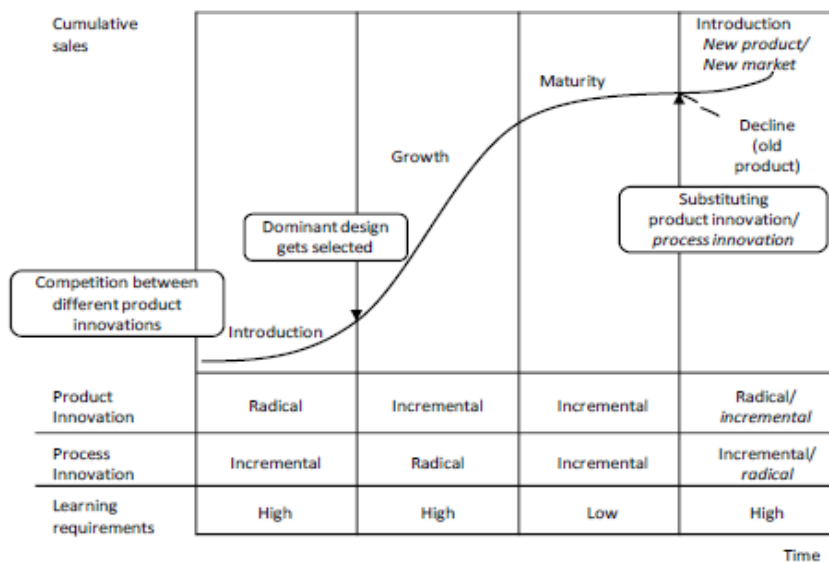 Cumulative
sales
Introduction
New product/
New market
Maturity
Growth
Decline
(old
product)
Substituting
product innovation/
process innovation
Dominant design
gets selected
Competition between
different product
innovations
Introduction
Product
Innovation
Radical
Incremental
Incremental
Radical/
incremental
Process
Innovation
Incremental
Radical
Incremental
Incremental/
radical
Learning
requirements
High
High
Low
High
Time